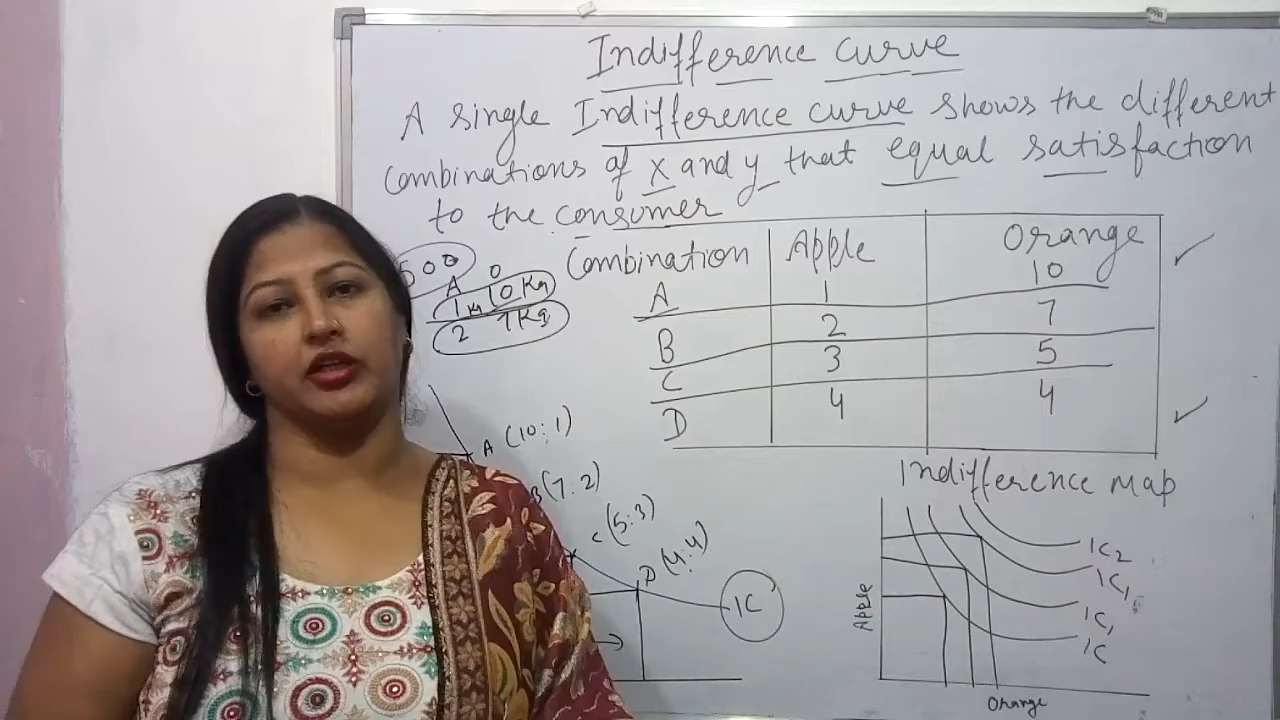 Indifference curve
A single Indifference curve shows the different
combinations of x and y that equal satisfaction
to the consumer
Combination Apple Orange
A 1 10
B 2 7
C 3 5
D 4 4
500
A O
1 Kg 10 Kg
2 7 Kg
A (10:1)
B (7:2)
C (5:3)
D (4:4)
IC
Indifference Map
IC2
IC1
IC1
IC
Apple
Orange